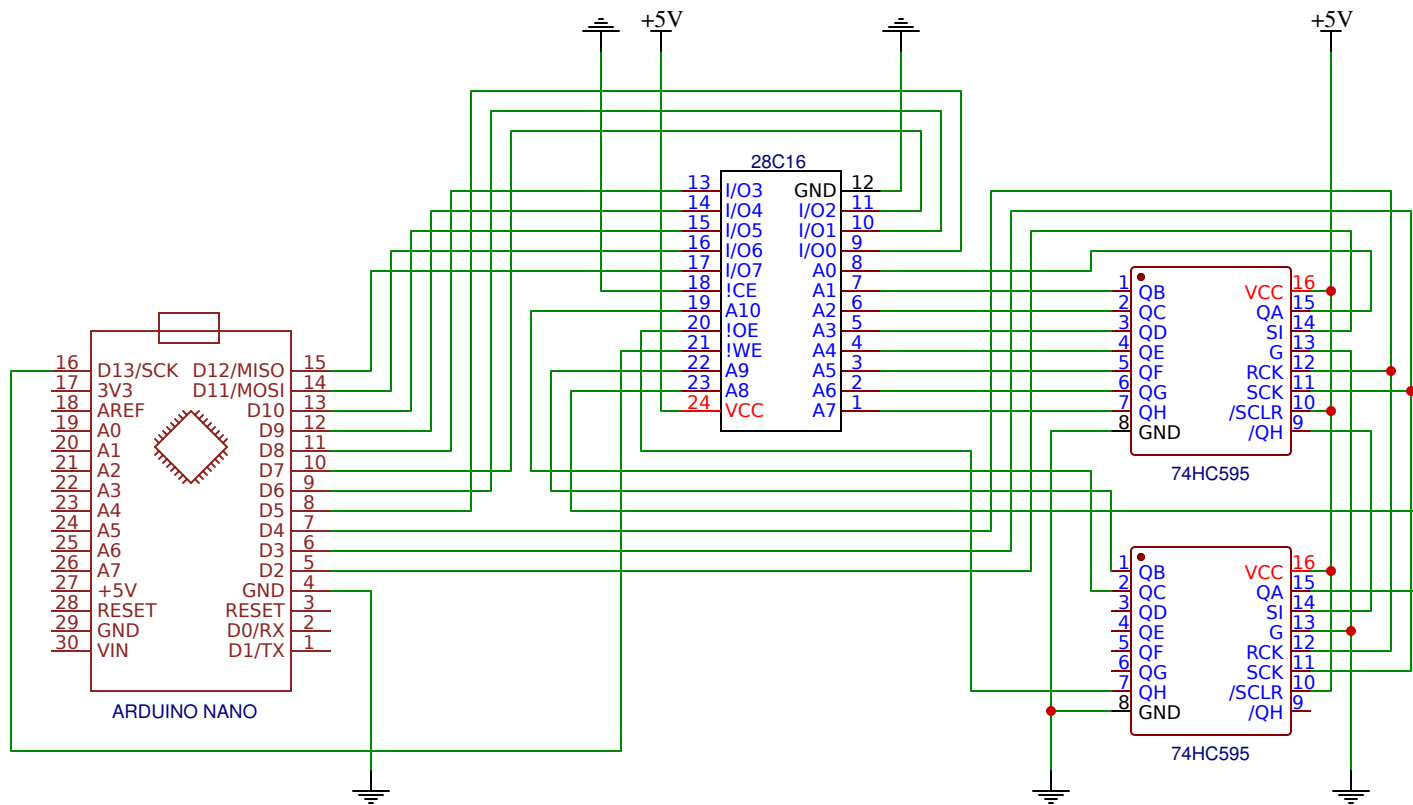 +5V
+5V
28C16
13 I/O3 GND 12
14 I/O4 I/O2 11
15 I/O5 I/O1 10
16 I/O6 I/O0 9
17 I/O7 A0 8
18 !CE A1 7
19 A10 A2 6
20 !OE A3 5
21 !WE A4 4
22 A9 A5 3
23 A8 A6 2
24 VCC A7 1
1 QB VCC 16
2 QC QA 15
3 QD SI 14
4 QE G 13
5 QF RCK 12
6 QG SCK 11
7 QH /SCLR 10
8 GND /QH 9
74HC595
16 D13/SCK D12/MISO 15
17 3V3 D11/MOSI 14
18 AREF D10 13
19 A0 D9 12
20 A1 D8 11
21 A2 D7 10
22 A3 D6 9
23 A4 D5 8
24 A5 D4 7
25 A6 D3 6
26 A7 D2 5
27 +5V GND 4
28 RESET RESET 3
29 GND D0/RX 2
30 VIN D1/TX 1
ARDUINO NANO
1 QB VCC 16
2 QC QA 15
3 QD SI 14
4 QE G 13
5 QF RCK 12
6 QG SCK 11
7 QH /SCLR 10
8 GND /QH 9
74HC595